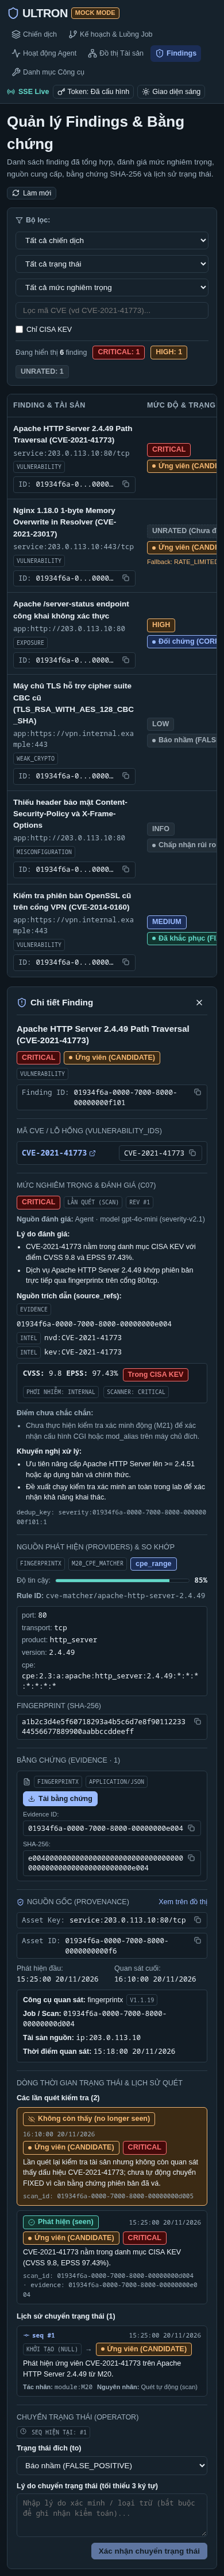 ULTRON MOCK MODE
Chiến dịch Kế hoạch & Luồng Job
Hoạt động Agent Đồ thị Tài sản Findings
Danh mục Công cụ
SSE Live Token: Đã cấu hình Giao diện sáng
Quản lý Findings & Bằng
chứng
Danh sách finding đã tổng hợp, đánh giá mức nghiêm trọng,
nguồn cung cấp, bằng chứng SHA-256 và lịch sử trạng thái.
Làm mới
Bộ lọc:
Tất cả chiến dịch
Tất cả trạng thái
Tất cả mức nghiêm trọng
Lọc mã CVE (vd CVE-2021-41773)...
Chỉ CISA KEV
Đang hiển thị 6 finding CRITICAL: 1 HIGH: 1
UNRATED: 1
FINDING & TÀI SẢN MỨC ĐỘ & TRẠNG
Apache HTTP Server 2.4.49 Path
Traversal (CVE-2021-41773)
service:203.0.113.10:80/tcp
VULNERABILITY
ID: 01934f6a-0...0000…
CRITICAL
Ứng viên (CANDI
Nginx 1.18.0 1-byte Memory
Overwrite in Resolver (CVE-
2021-23017)
service:203.0.113.10:443/tcp
VULNERABILITY
ID: 01934f6a-0...0000…
UNRATED (Chưa đ
Ứng viên (CANDI
Fallback: RATE_LIMITED
Apache /server-status endpoint
công khai không xác thực
app:http://203.0.113.10:80
EXPOSURE
ID: 01934f6a-0...0000…
HIGH
Đối chứng (CORR
Máy chủ TLS hỗ trợ cipher suite
CBC cũ
(TLS_RSA_WITH_AES_128_CBC
_SHA)
app:https://vpn.internal.exa
mple:443
WEAK_CRYPTO
ID: 01934f6a-0...0000…
LOW
Báo nhầm (FALS
Thiếu header bảo mật Content-
Security-Policy và X-Frame-
Options
app:http://203.0.113.10:80
MISCONFIGURATION
ID: 01934f6a-0...0000…
INFO
Chấp nhận rủi ro
Kiểm tra phiên bản OpenSSL cũ
trên cổng VPN (CVE-2014-0160)
app:https://vpn.internal.exa
mple:443
VULNERABILITY
ID: 01934f6a-0...0000…
MEDIUM
Đã khắc phục (FI
Chi tiết Finding
Apache HTTP Server 2.4.49 Path Traversal
(CVE-2021-41773)
CRITICAL Ứng viên (CANDIDATE)
VULNERABILITY
Finding ID: 01934f6a-0000-7000-8000-
00000000f101
MÃ CVE / LỖ HỔNG (VULNERABILITY_IDS)
CVE-2021-41773 CVE-2021-41773
MỨC NGHIÊM TRỌNG & ĐÁNH GIÁ (C07)
CRITICAL LẦN QUÉT (SCAN) REV #1
Nguồn đánh giá: Agent · model gpt-4o-mini (severity-v2.1)
Lý do đánh giá:
CVE-2021-41773 nằm trong danh mục CISA KEV với
điểm CVSS 9.8 và EPSS 97.43%.
Dịch vụ Apache HTTP Server 2.4.49 khớp phiên bản
trực tiếp qua fingerprintx trên cổng 80/tcp.
Nguồn trích dẫn (source_refs):
EVIDENCE
01934f6a-0000-7000-8000-00000000e004
INTEL nvd:CVE-2021-41773
INTEL kev:CVE-2021-41773
CVSS: 9.8 EPSS: 97.43% Trong CISA KEV
PHƠI NHIỄM: INTERNAL SCANNER: CRITICAL
Điểm chưa chắc chắn:
Chưa thực hiện kiểm tra xác minh động (M21) để xác
nhận cấu hình CGI hoặc mod_alias trên máy chủ đích.
Khuyến nghị xử lý:
Ưu tiên nâng cấp Apache HTTP Server lên >= 2.4.51
hoặc áp dụng bản vá chính thức.
Đề xuất chạy kiểm tra xác minh an toàn trong lab để xác
nhận khả năng khai thác.
dedup_key: severity:01934f6a-0000-7000-8000-000000
00f101:1
NGUỒN PHÁT HIỆN (PROVIDERS) & SO KHỚP
FINGERPRINTX M20_CPE_MATCHER cpe_range
Độ tin cậy: 85%
Rule ID: cve-matcher/apache-http-server-2.4.49
port: 80
transport: tcp
product: http_server
version: 2.4.49
cpe:
cpe:2.3:a:apache:http_server:2.4.49:*:*:*
:*:*:*:*
FINGERPRINT (SHA-256)
a1b2c3d4e5f60718293a4b5c6d7e8f90112233
44556677889900aabbccddeeff
BẰNG CHỨNG (EVIDENCE · 1)
FINGERPRINTX APPLICATION/JSON
Tải bằng chứng
Evidence ID:
01934f6a-0000-7000-8000-00000000e004
SHA-256:
Asset Key: service:203.0.113.10:80/tcp
NGUỒN GỐC (PROVENANCE) Xem trên đồ thị
Asset ID: 01934f6a-0000-7000-8000-
Phát hiện đầu: Quan sát cuối:
15:25:00 20/11/2026 16:10:00 20/11/2026
Công cụ quan sát: fingerprintx V1.1.19
Job / Scan: 01934f6a-0000-7000-8000-
00000000d004
Tài sản nguồn: ip:203.0.113.10
Thời điểm quan sát: 15:18:00 20/11/2026
DÒNG THỜI GIAN TRẠNG THÁI & LỊCH SỬ QUÉT
Các lần quét kiểm tra (2)
Không còn thấy (no longer seen)
16:10:00 20/11/2026
Ứng viên (CANDIDATE) CRITICAL
Lần quét lại kiểm tra tài sản nhưng không còn quan sát
thấy dấu hiệu CVE-2021-41773; chưa tự động chuyển
FIXED vì cần bằng chứng phiên bản đã vá.
scan_id: 01934f6a-0000-7000-8000-00000000d005
Phát hiện (seen) 15:25:00 20/11/2026
Ứng viên (CANDIDATE) CRITICAL
CVE-2021-41773 nằm trong danh mục CISA KEV
(CVSS 9.8, EPSS 97.43%).
scan_id: 01934f6a-0000-7000-8000-00000000d004
· evidence: 01934f6a-0000-7000-8000-00000000e0
04
Lịch sử chuyển trạng thái (1)
seq #1 15:25:00 20/11/2026
KHỞI TẠO (NULL) → Ứng viên (CANDIDATE)
Phát hiện ứng viên CVE-2021-41773 trên Apache
HTTP Server 2.4.49 từ M20.
Tác nhân: module:M20 Nguyên nhân: Quét tự động (scan)
CHUYỂN TRẠNG THÁI (OPERATOR)
SEQ HIỆN TẠI: #1
Trạng thái đích (to)
Báo nhầm (FALSE_POSITIVE)
Lý do chuyển trạng thái (tối thiểu 3 ký tự)
Nhập lý do xác minh / loại trừ (bắt buộc
để ghi nhận kiểm toán)...
Xác nhận chuyển trạng thái